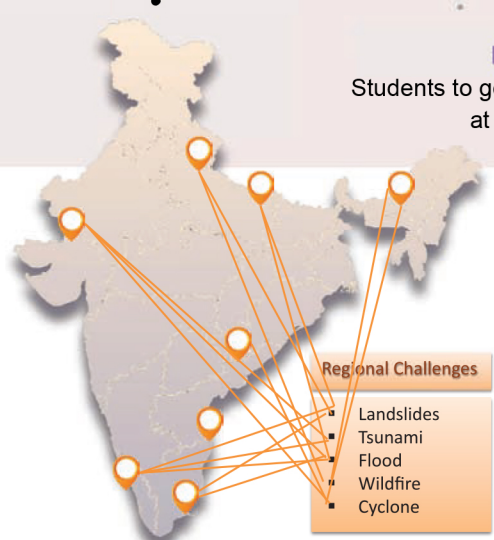 Students to g
at
Regional Challenges
Landslides
Tsunami
Flood
Wildfire
Cyclone